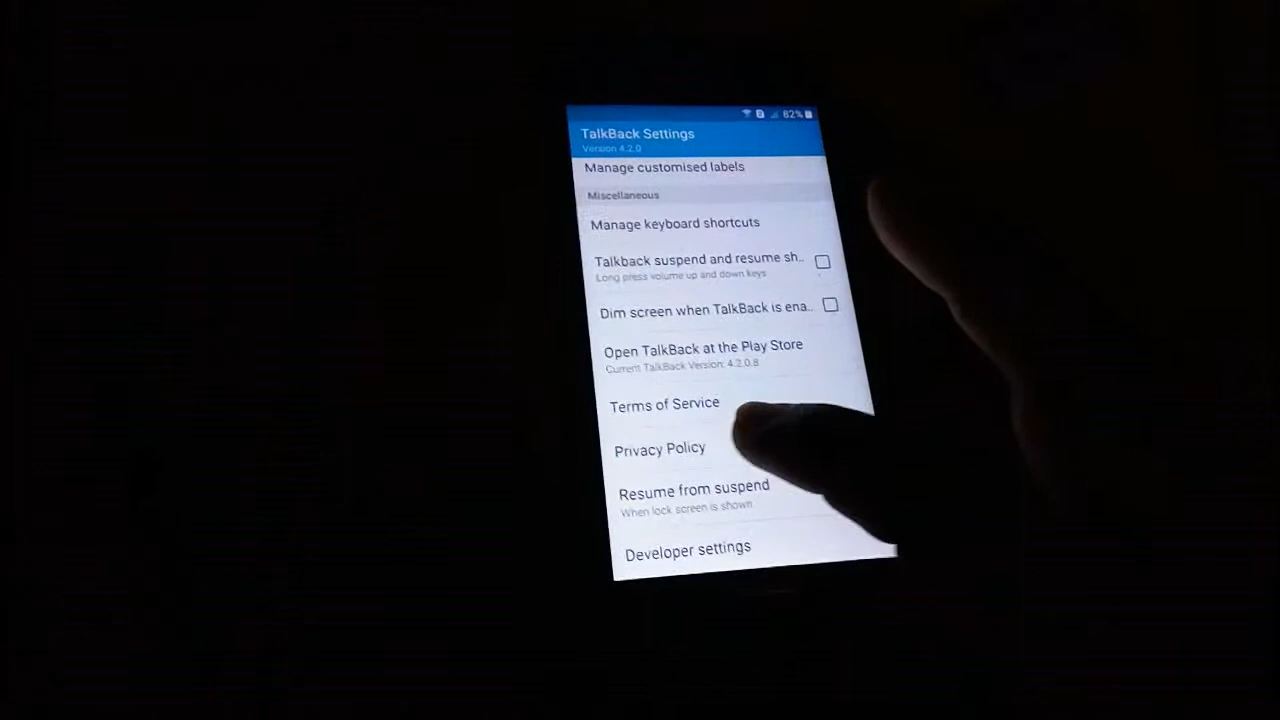 82%
TalkBack Settings
Version 4.2.0
Manage customised labels
Miscellaneous
Manage keyboard shortcuts
Talkback suspend and resume sh..
Long press volume up and down keys
Dim screen when TalkBack is ena..
Open TalkBack at the Play Store
Current TalkBack Version: 4.2.0.8
Terms of Service
Privacy Policy
Resume from suspend
When lock screen is shown
Developer settings